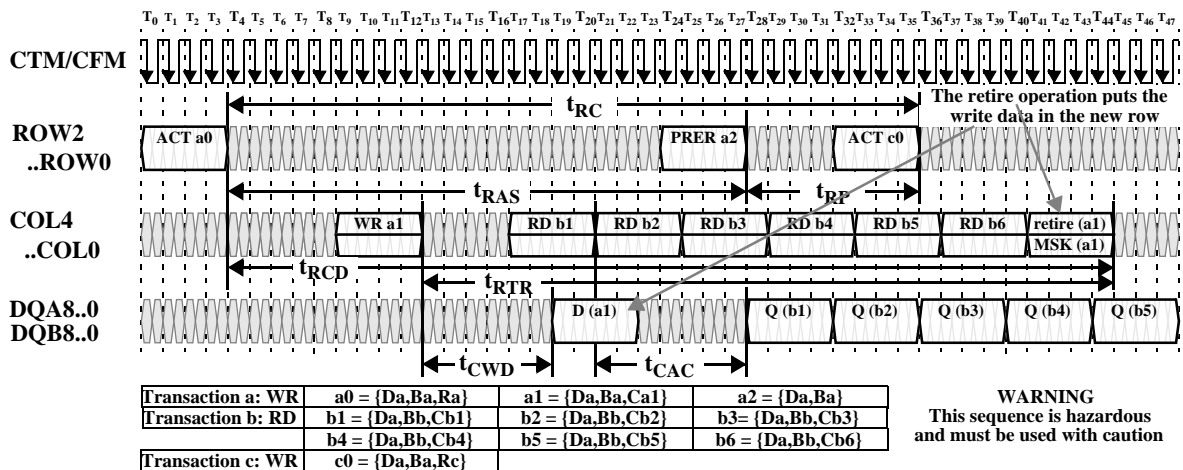 T0 T1 T2 T3 T4 T5 T6 T7 T8 T9 T10 T11 T12 T13 T14 T15 T16 T17 T18 T19 T20 T21 T22 T23 T24 T25 T26 T27 T28 T29 T30 T31 T32 T33 T34 T35 T36 T37 T38 T39 T40 T41 T42 T43 T44 T45 T46 T47
CTM/CFM
tRC
The retire operation puts the
write data in the new row
ROW2
..ROW0
ACT a0 PRER a2 ACT c0
tRAS tRP
COL4
..COL0
WR a1 RD b1 RD b2 RD b3 RD b4 RD b5 RD b6 retire (a1)
MSK (a1)
tRCD
tRTR
DQA8..0
DQB8..0
D (a1) Q (b1) Q (b2) Q (b3) Q (b4) Q (b5)
tCWD tCAC
Transaction a: WR a0 = {Da,Ba,Ra} a1 = {Da,Ba,Ca1} a2 = {Da,Ba}
Transaction b: RD b1 = {Da,Bb,Cb1} b2 = {Da,Bb,Cb2} b3= {Da,Bb,Cb3}
b4 = {Da,Bb,Cb4} b5 = {Da,Bb,Cb5} b6 = {Da,Bb,Cb6}
Transaction c: WR c0 = {Da,Ba,Rc}
WARNING
This sequence is hazardous
and must be used with caution